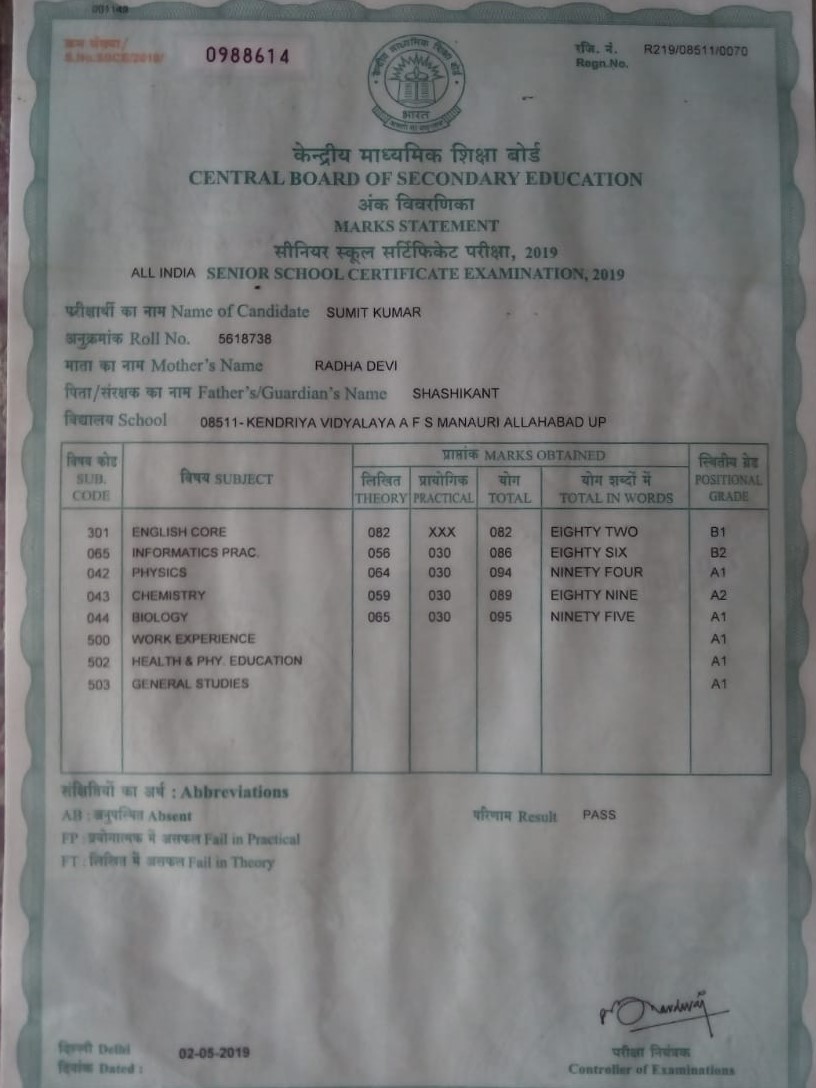 001149
क्रम संख्या/
S.No.SSCE/2019/
0988614
रजि. नं. R219/08511/0070
Regn.No.
भारत
केन्द्रीय माध्यमिक शिक्षा बोर्ड
CENTRAL BOARD OF SECONDARY EDUCATION
अंक विवरणिका
MARKS STATEMENT
सीनियर स्कूल सर्टिफिकेट परीक्षा, 2019
ALL INDIA SENIOR SCHOOL CERTIFICATE EXAMINATION, 2019
परीक्षार्थी का नाम Name of Candidate SUMIT KUMAR
अनुक्रमांक Roll No. 5618738
माता का नाम Mother's Name RADHA DEVI
पिता/संरक्षक का नाम Father's/Guardian's Name SHASHIKANT
विद्यालय School 08511- KENDRIYA VIDYALAYA A F S MANAURI ALLAHABAD UP
विषय कोड SUB. CODE विषय SUBJECT प्राप्तांक MARKS OBTAINED स्थितीय ग्रेड POSITIONAL GRADE
लिखित THEORY प्रायोगिक PRACTICAL योग TOTAL योग शब्दों में TOTAL IN WORDS
301 ENGLISH CORE 082 XXX 082 EIGHTY TWO B1
065 INFORMATICS PRAC. 056 030 086 EIGHTY SIX B2
042 PHYSICS 064 030 094 NINETY FOUR A1
043 CHEMISTRY 059 030 089 EIGHTY NINE A2
044 BIOLOGY 065 030 095 NINETY FIVE A1
500 WORK EXPERIENCE A1
502 HEALTH & PHY. EDUCATION A1
503 GENERAL STUDIES A1
संक्षिप्तियों का अर्थ : Abbreviations
AB : अनुपस्थित Absent
परिणाम Result PASS
FP : प्रयोगात्मक में असफल Fail in Practical
FT : लिखित में असफल Fail in Theory
दिल्ली Delhi
दिनांक Dated : 02-05-2019
परीक्षा नियंत्रक
Controller of Examinations